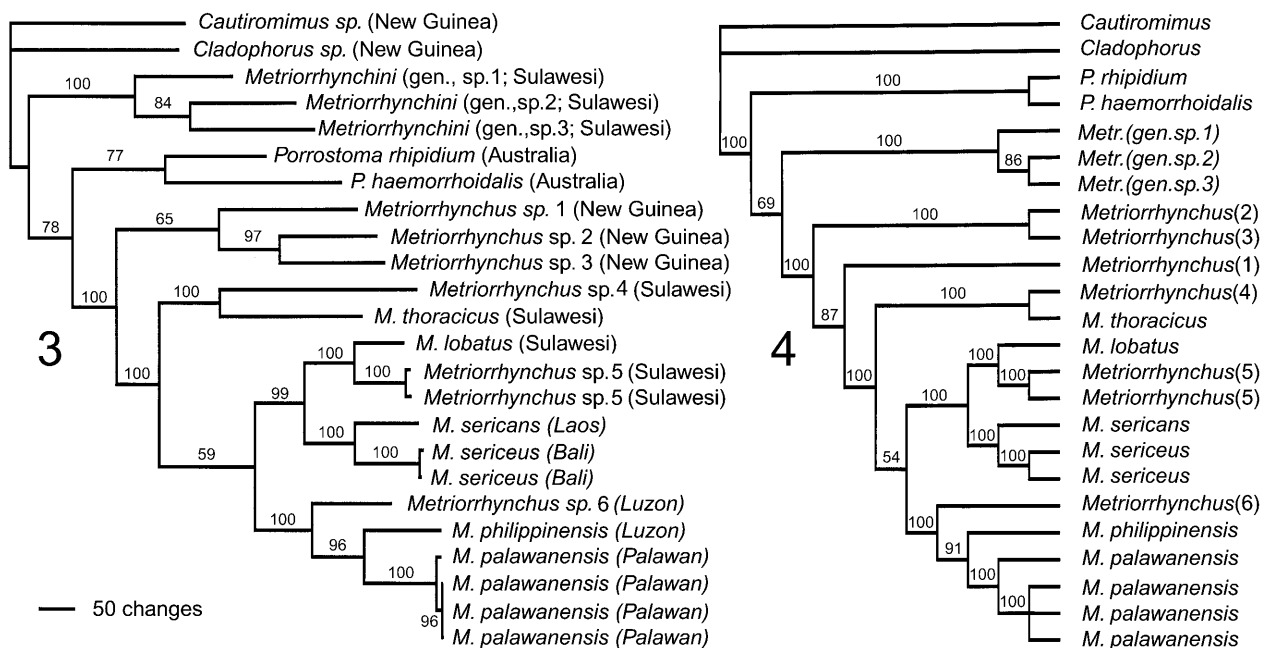 Cautiromimus sp. (New Guinea)
Cladophorus sp. (New Guinea)
100
Metriorrhynchini (gen., sp.1; Sulawesi)
84
Metriorrhynchini (gen.,sp.2; Sulawesi)
Metriorrhynchini (gen.,sp.3; Sulawesi)
77
Porrostoma rhipidium (Australia)
P. haemorrhoidalis (Australia)
78
65
Metriorrhynchus sp. 1 (New Guinea)
97
Metriorrhynchus sp. 2 (New Guinea)
Metriorrhynchus sp. 3 (New Guinea)
100
100
Metriorrhynchus sp.4 (Sulawesi)
M. thoracicus (Sulawesi)
3
100
100
M. lobatus (Sulawesi)
100
Metriorrhynchus sp.5 (Sulawesi)
Metriorrhynchus sp.5 (Sulawesi)
99
100
M. sericans (Laos)
59
100
M. sericeus (Bali)
M. sericeus (Bali)
100
Metriorrhynchus sp. 6 (Luzon)
96
M. philippinensis (Luzon)
100
M. palawanensis (Palawan)
M. palawanensis (Palawan)
96
M. palawanensis (Palawan)
M. palawanensis (Palawan)
50 changes
Cautiromimus
Cladophorus
100
P. rhipidium
P. haemorrhoidalis
100
100
Metr.(gen.sp.1)
86
Metr.(gen.sp.2)
Metr.(gen.sp.3)
69
100
Metriorrhynchus(2)
Metriorrhynchus(3)
100
Metriorrhynchus(1)
87
100
Metriorrhynchus(4)
M. thoracicus
4
100
100
M. lobatus
100
Metriorrhynchus(5)
Metriorrhynchus(5)
100
100
M. sericans
54
100
M. sericeus
M. sericeus
100
Metriorrhynchus(6)
91
M. philippinensis
100
M. palawanensis
100
M. palawanensis
M. palawanensis
M. palawanensis